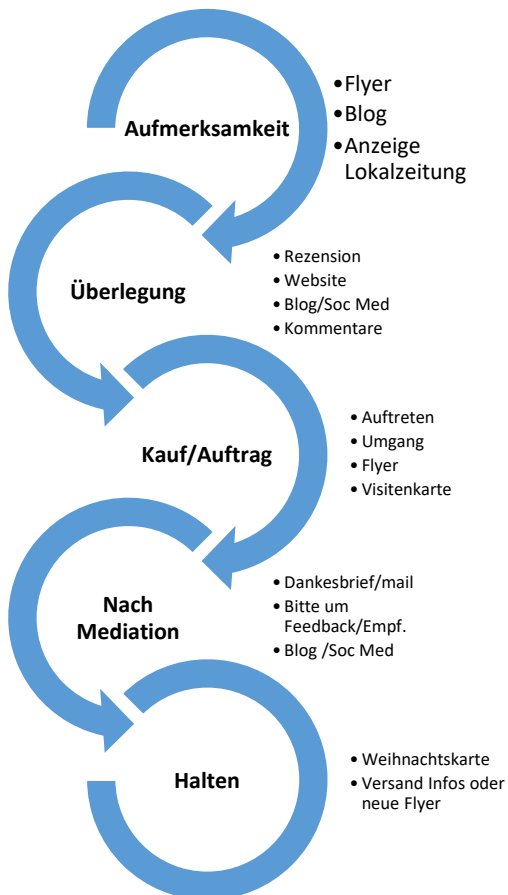 Aufmerksamkeit
• Flyer
• Blog
• Anzeige
Lokalzeitung
Überlegung
• Rezension
• Website
• Blog/Soc Med
• Kommentare
Kauf/Auftrag
• Auftreten
• Umgang
• Flyer
• Visitenkarte
Nach
Mediation
• Dankesbrief/mail
• Bitte um
Feedback/Empf.
• Blog /Soc Med
Halten
• Weihnachtskarte
• Versand Infos oder
neue Flyer